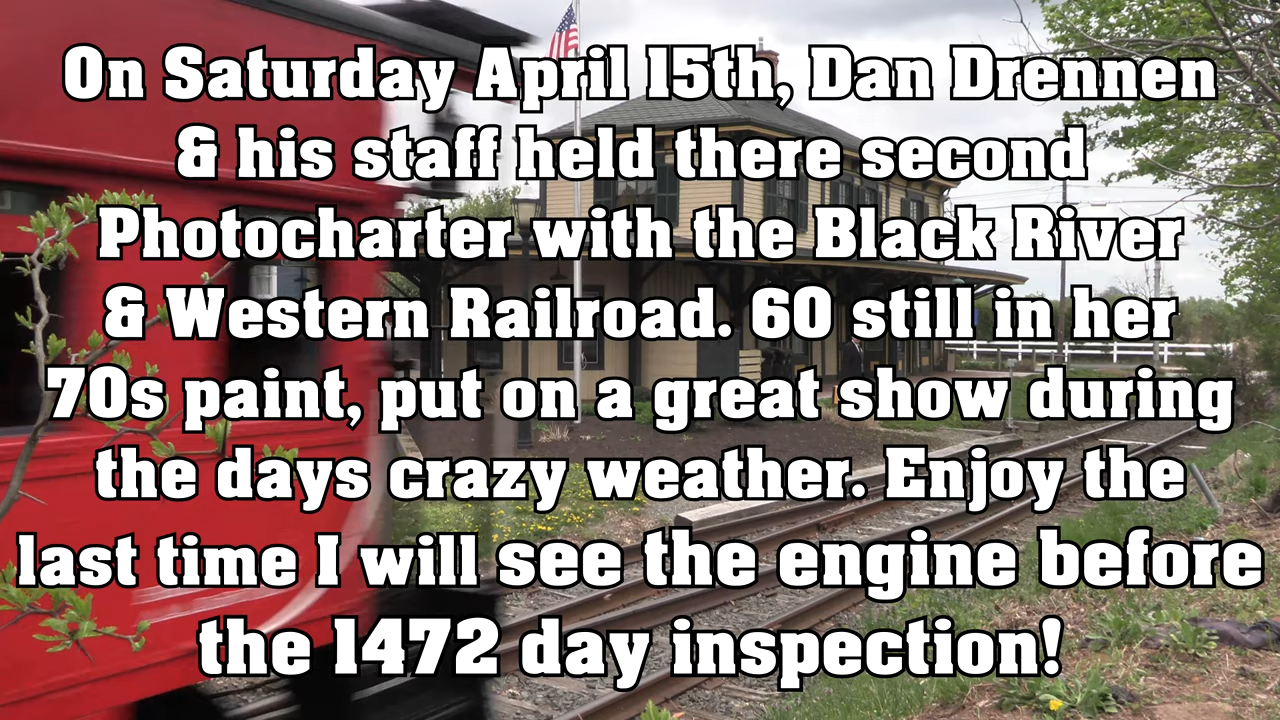 On Saturday April 15th, Dan Drennen
& his staff held there second
Photocharter with the Black River
& Western Railroad. 60 still in her
70s paint, put on a great show during
the days crazy weather. Enjoy the
last time I will see the engine before
the 1472 day inspection!